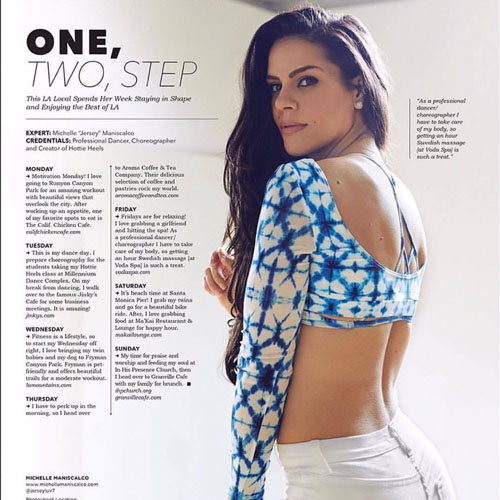 ONE,
TWO, STEP
This LA Local Spends Her Week Staying in Shape
and Enjoying the Best of LA
EXPERT: Michelle "Jersey" Maniscalco
CREDENTIALS: Professional Dancer, Choreographer
and Creator of Hottie Heels
MONDAY
➔ Motivation Monday! I love
going to Runyon Canyon
Park for an amazing workout
with beautiful views that
overlook the city. After
working up an appetite, one
of my favorite spots to eat is
The Calif. Chicken Cafe.
califchickencafe.com
TUESDAY
➔ This is my dance day. I
prepare choreography for the
students taking my Hottie
Heels class at Millennium
Dance Complex. On my
break from dancing, I walk
over to the famous Jinky's
Cafe for some business
meetings. It is amazing!
jinkys.com
WEDNESDAY
➔ Fitness is a lifestyle, so
to start my Wednesday off
right, I love bringing my twin
babies and my dog to Fryman
Canyon Park. Fryman is pet-
friendly and offers beautiful
trails for a moderate workout.
lamountains.com
THURSDAY
➔ I have to perk up in the
morning, so I head over
to Aroma Coffee & Tea
Company. Their delicious
selection of coffee and
pastries rock my world.
aromacoffeeandtea.com
FRIDAY
➔ Fridays are for relaxing!
I love grabbing a girlfriend
and hitting the spa! As
a professional dancer/
choreographer I have to take
care of my body, so getting
an hour Swedish massage [at
Voda Spa] is such a treat.
vodaspa.com
SATURDAY
➔ It's beach time at Santa
Monica Pier! I grab my twins
and go for a beautiful bike
ride. After, I love grabbing
food at Ma'Kai Restaurant &
Lounge for happy hour.
makailounge.com
SUNDAY
➔ My time for praise and
worship and feeding my soul at
In His Presence Church, then
I head over to Granville Cafe
with my family for brunch. ■
ihpchurch.org
granvillecafe.com
"As a professional
dancer/
choreographer I
have to take care
of my body, so
getting an hour
Swedish massage
[at Voda Spa] is
such a treat."
MICHELLE MANISCALCO
www.michellemaniscalco.com
@jerseyluv7
Photoshoot Location